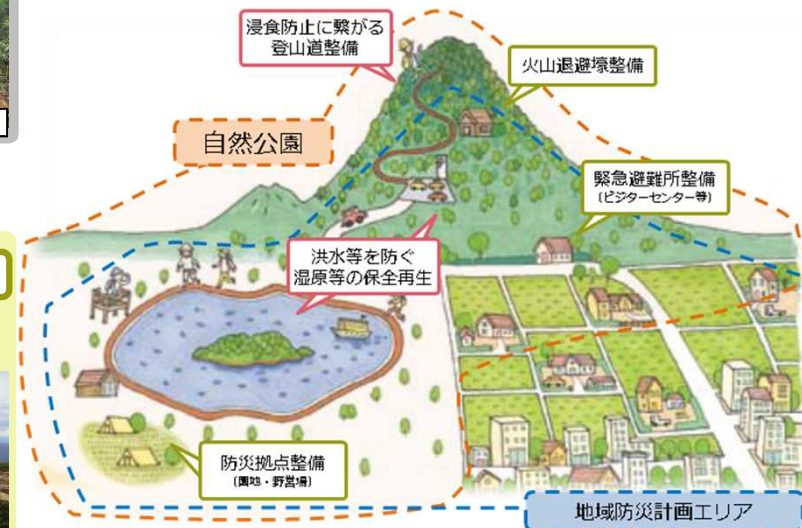 浸食防止に繋がる
登山道整備
火山退避壕整備
自然公園
緊急避難所整備
（ビジターセンター等）
洪水等を防ぐ
湿原等の保全再生
防災拠点整備
（園地・野営場）
地域防災計画エリア